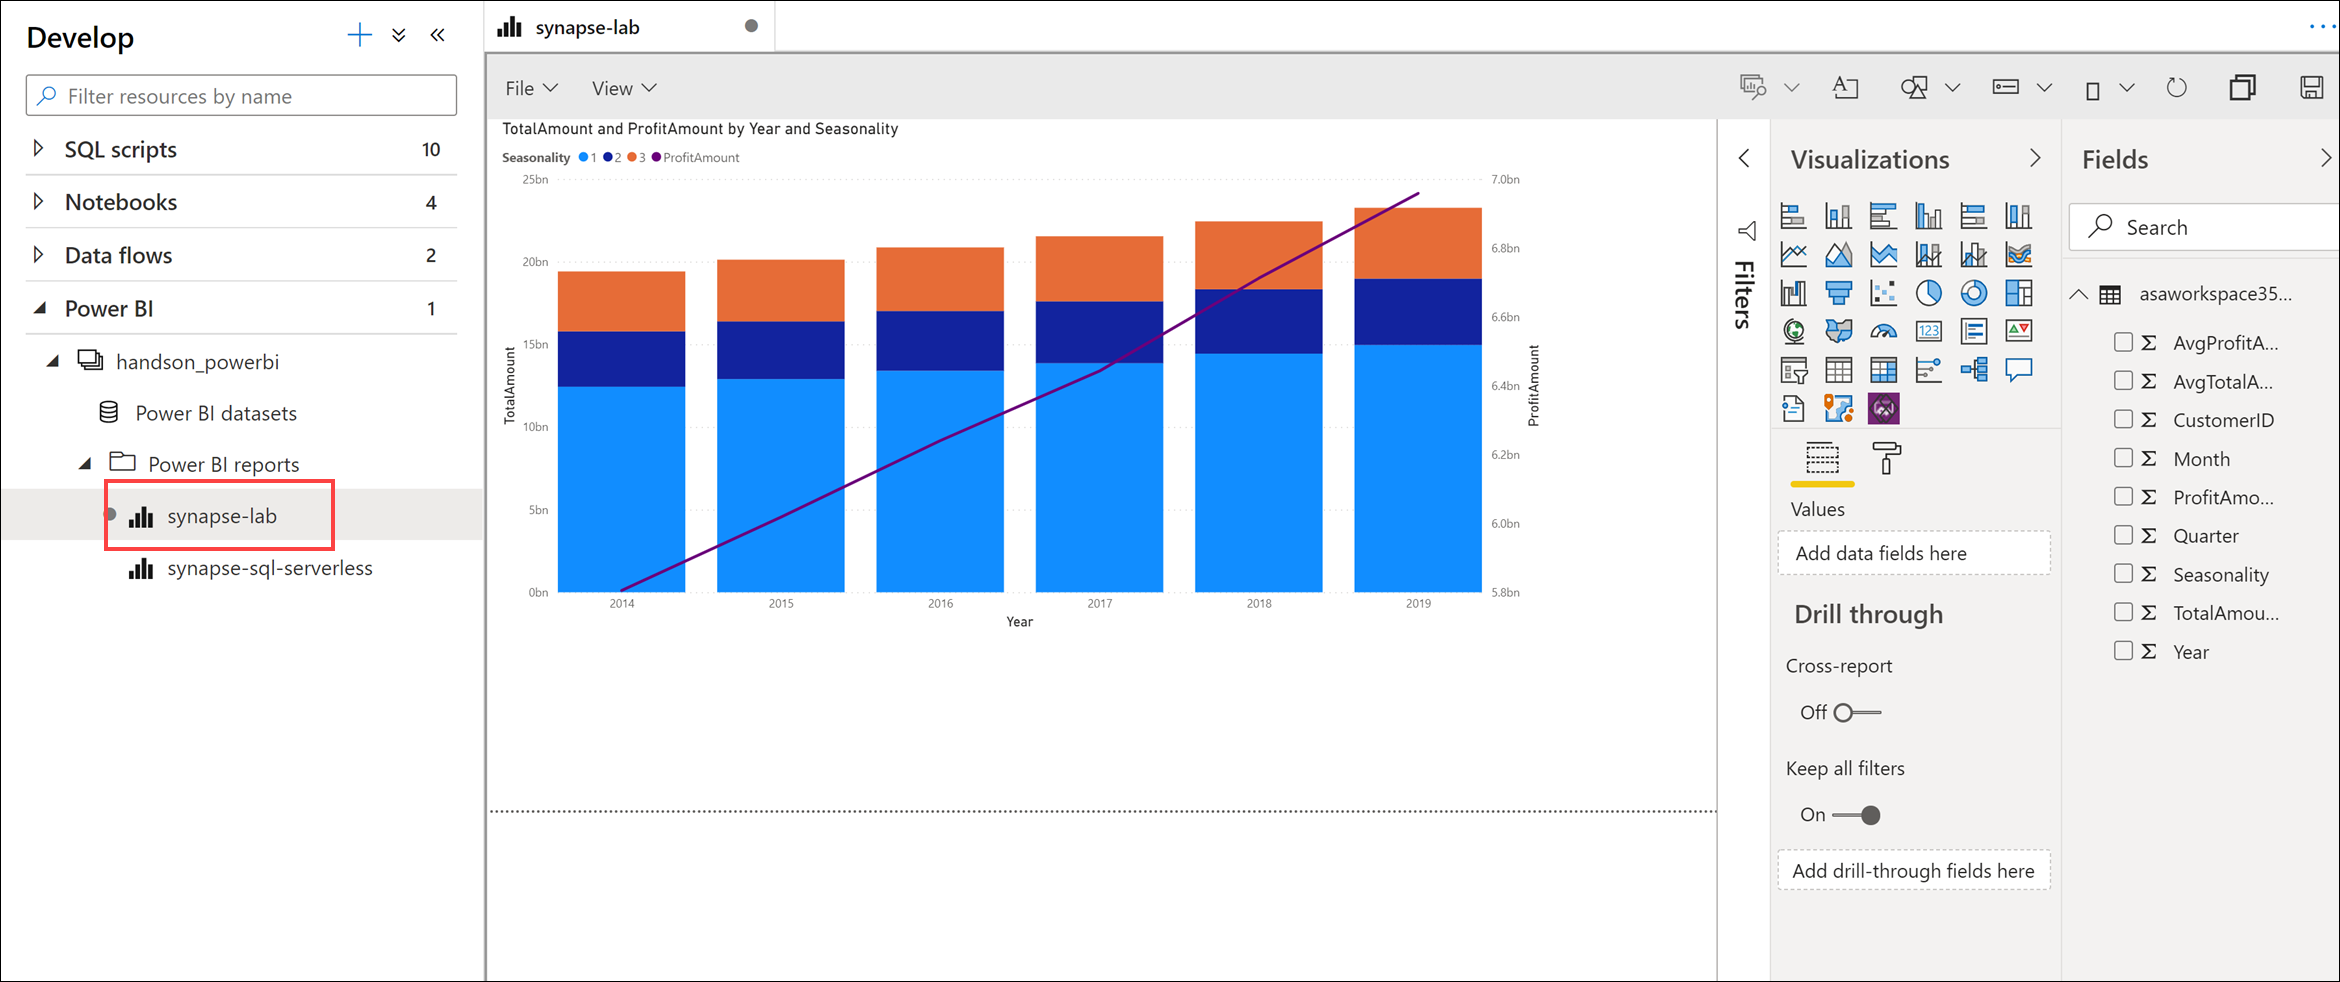 Develop
Filter resources by name
SQL scripts 10
Notebooks 4
Data flows 2
Power BI 1
handson_powerbi
Power BI datasets
Power BI reports
synapse-lab
synapse-sql-serverless
synapse-lab
File View
TotalAmount and ProfitAmount by Year and Seasonality
Seasonality 1 2 3 ProfitAmount
25bn
20bn
15bn
10bn
5bn
0bn
TotalAmount
2014 2015 2016 2017 2018 2019
Year
7.0bn
6.8bn
6.6bn
6.4bn
6.2bn
6.0bn
5.8bn
ProfitAmount
Filters
Visualizations
123
Values
Add data fields here
Drill through
Cross-report
Off
Keep all filters
On
Add drill-through fields here
Fields
Search
asaworkspace35...
AvgProfitA...
AvgTotalA...
CustomerID
Month
ProfitAmo...
Quarter
Seasonality
TotalAmou...
Year